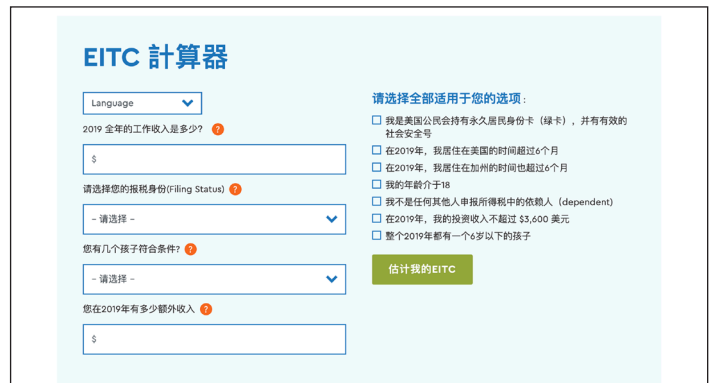 EITC 計算器
Language
2019 全年的工作收入是多少? ?
$
请选择您的报税身份(Filing Status) ?
- 请选择 -
您有几个孩子符合条件? ?
- 请选择 -
您在2019年有多少额外收入 ?
$
请选择全部适用于您的选项:
我是美国公民会持有永久居民身份卡（绿卡），并有有效的
社会安全号
在2019年，我居住在美国的时间超过6个月
在2019年，我居住在加州的时间也超过6个月
我的年龄介于18
我不是任何其他人申报所得税中的依赖人（dependent)
在2019年，我的投资收入不超过 $3,600 美元
整个2019年都有一个6岁以下的孩子
估计我的EITC